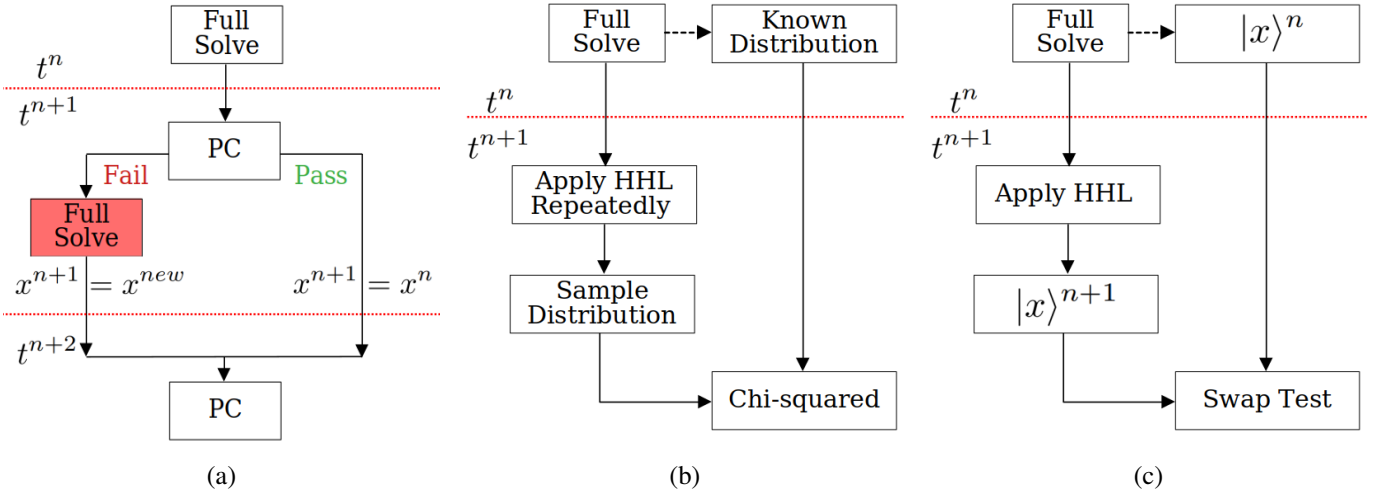 Full
Solve
t^n
t^{n+1}
PC
Fail
Pass
Full
Solve
x^{n+1} = x^{new}
x^{n+1} = x^n
t^{n+2}
PC
(a)
Full
Solve
Known
Distribution
t^n
t^{n+1}
Apply HHL
Repeatedly
Sample
Distribution
Chi-squared
(b)
Full
Solve
|x⟩^n
t^n
t^{n+1}
Apply HHL
|x⟩^{n+1}
Swap Test
(c)